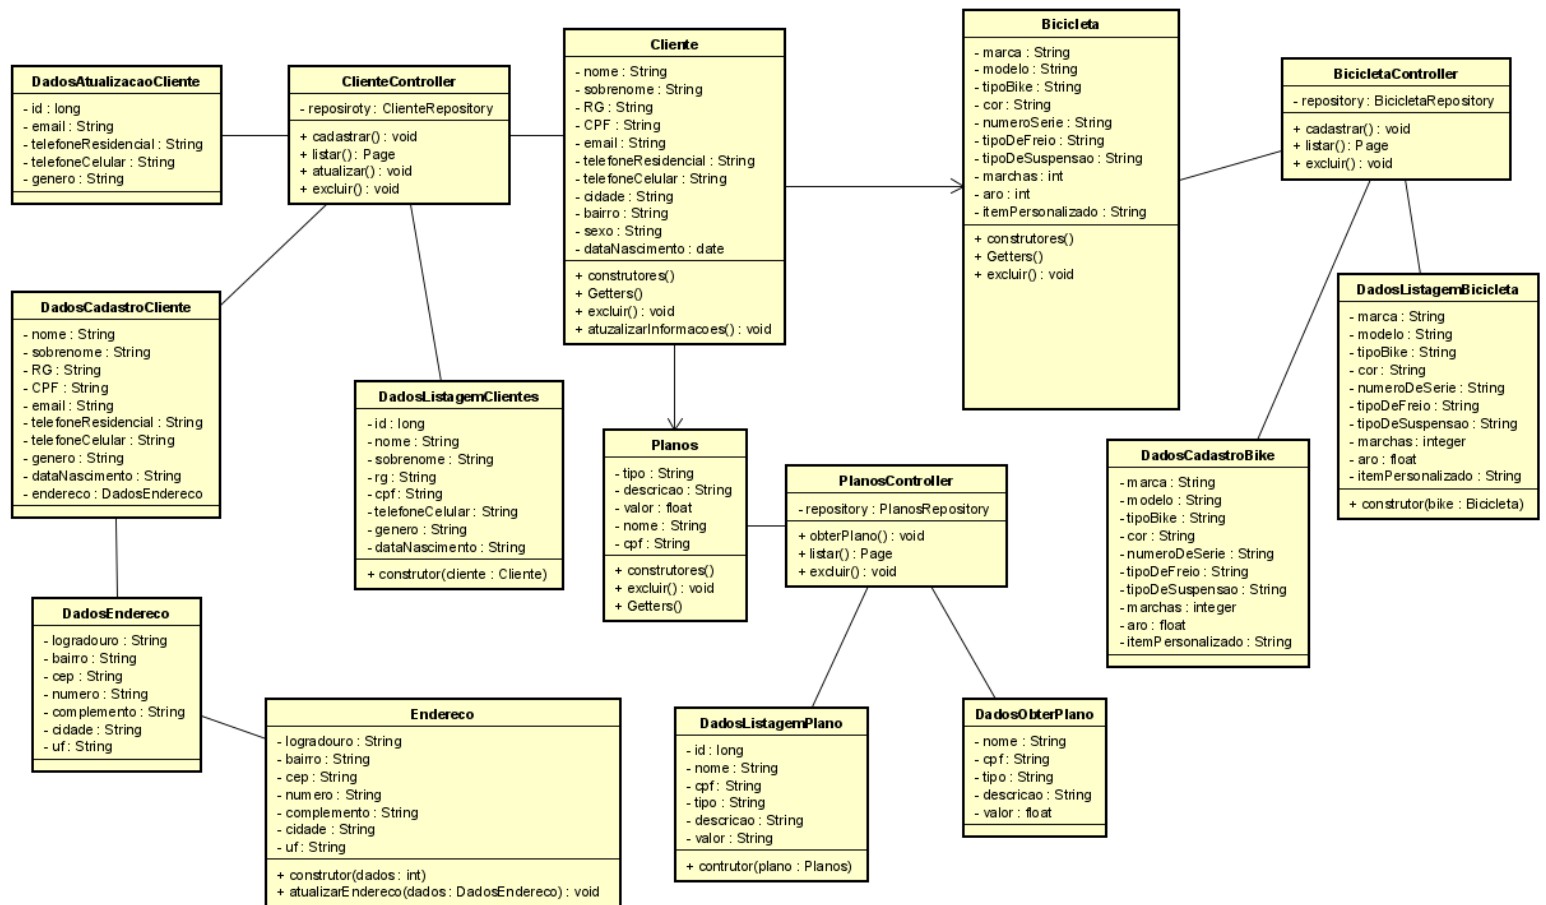 DadosAtualizacaoCliente
- id : long
- email : String
- telefoneResidencial : String
- telefoneCelular : String
- genero : String
ClienteController
- reposiroty : ClienteRepository
+ cadastrar() : void
+ listar() : Page
+ atualizar() : void
+ excluir() : void
Cliente
- nome : String
- sobrenome : String
- RG : String
- CPF : String
- email : String
- telefoneResidencial : String
- telefoneCelular : String
- cidade : String
- bairro : String
- sexo : String
- dataNascimento : date
+ construtores()
+ Getters()
+ excluir() : void
+ atuzalizarInformacoes() : void
Bicicleta
- marca : String
- modelo : String
- tipoBike : String
- cor : String
- numeroSerie : String
- tipoDeFreio : String
- tipoDeSuspensao : String
- marchas : int
- aro : int
- itemPersonalizado : String
+ construtores()
+ Getters()
+ excluir() : void
BicicletaController
- repository : BicicletaRepository
+ cadastrar() : void
+ listar(): Page
+ excluir() : void
DadosCadastroCliente
- nome : String
- sobrenome : String
- RG : String
- CPF : String
- email : String
- telefoneResidencial : String
- telefoneCelular : String
- genero : String
- dataNascimento : String
- endereco : DadosEndereco
DadosListagemClientes
- id : long
- nome : String
- sobrenome : String
- rg : String
- cpf : String
- telefoneCelular : String
- genero : String
- dataNascimento : String
+ construtor(cliente : Cliente)
Planos
- tipo : String
- descricao : String
- valor : float
- nome : String
- cpf : String
+ construtores()
+ excluir() : void
+ Getters()
PlanosController
- repository : PlanosRepository
+ obterPlano() : void
+ listar() : Page
+ excluir() : void
DadosListagemBicicleta
- marca : String
- modelo : String
- tipoBike : String
- cor : String
- numeroDeSerie : String
- tipoDeFreio : String
- tipoDeSuspensao : String
- marchas : integer
- aro : float
- itemPersonalizado : String
+ construtor(bike : Bicicleta)
DadosCadastroBike
- marca : String
- modelo : String
- tipoBike : String
- cor : String
- numeroDeSerie : String
- tipoDeFreio : String
- tipoDeSuspensao : String
- marchas : integer
- aro : float
- itemPersonalizado : String
DadosEndereco
- logradouro : String
- bairro : String
- cep : String
- numero : String
- complemento : String
- cidade : String
- uf : String
Endereco
- logradouro : String
- bairro : String
- cep : String
- numero : String
- complemento : String
- cidade : String
- uf : String
+ construtor(dados : int)
+ atualizarEndereco(dados : DadosEndereco) : void
DadosListagemPlano
- id : long
- nome : String
- cpf : String
- tipo : String
- descricao : String
- valor : String
+ contrutor(plano : Planos)
DadosObterPlano
- nome : String
- cpf : String
- tipo : String
- descricao : String
- valor : float